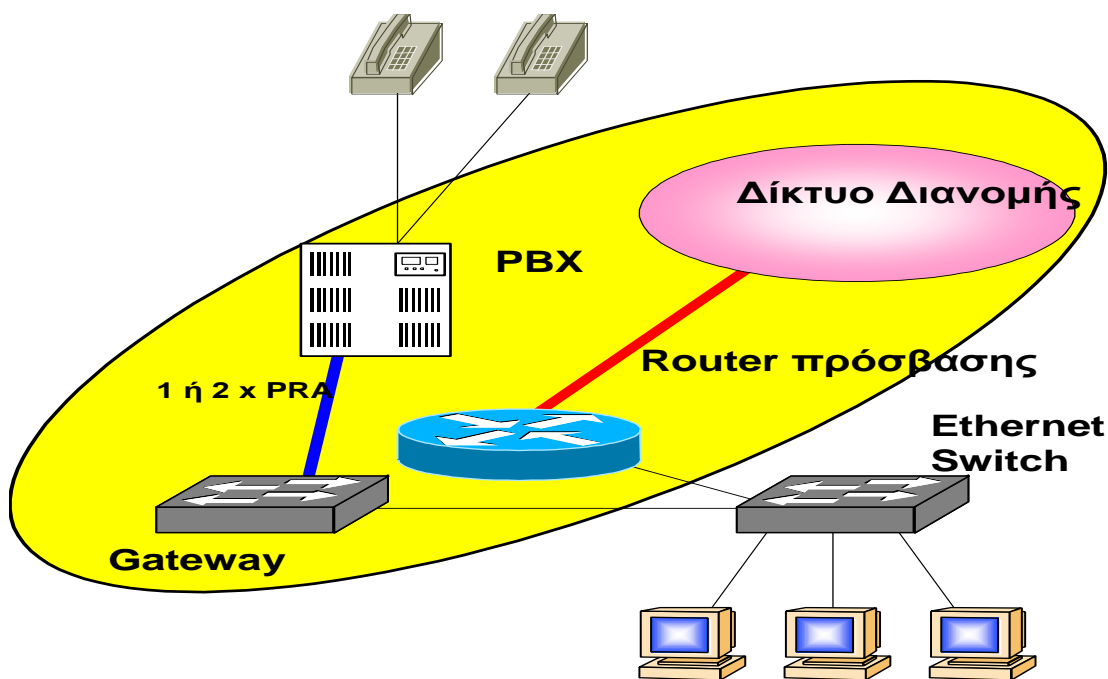 Δίκτυο Διανομής
PBX
Router πρόσβασης
1 ή 2 x PRA
Ethernet
Switch
Gateway